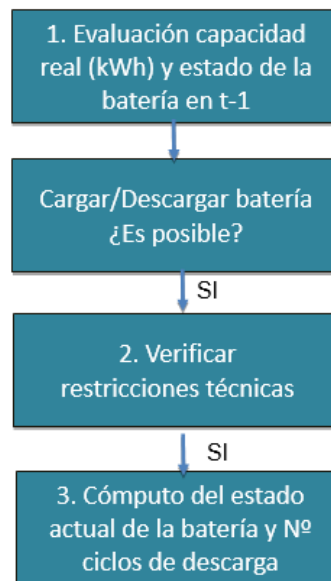 1. Evaluación capacidad
real (kWh) y estado de la
batería en t-1
Cargar/Descargar batería
¿Es posible?
SI
2. Verificar
restricciones técnicas
SI
3. Cómputo del estado
actual de la batería y Nº
ciclos de descarga